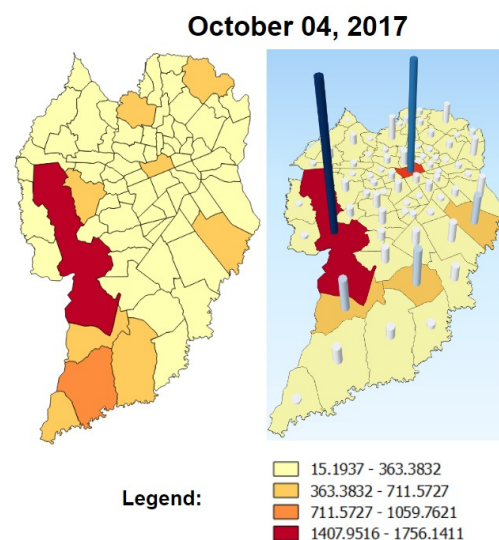 October 04, 2017
15.1937 - 363.3832
363.3832 - 711.5727
Legend:
711.5727 - 1059.7621
1407.9516 - 1756.1411